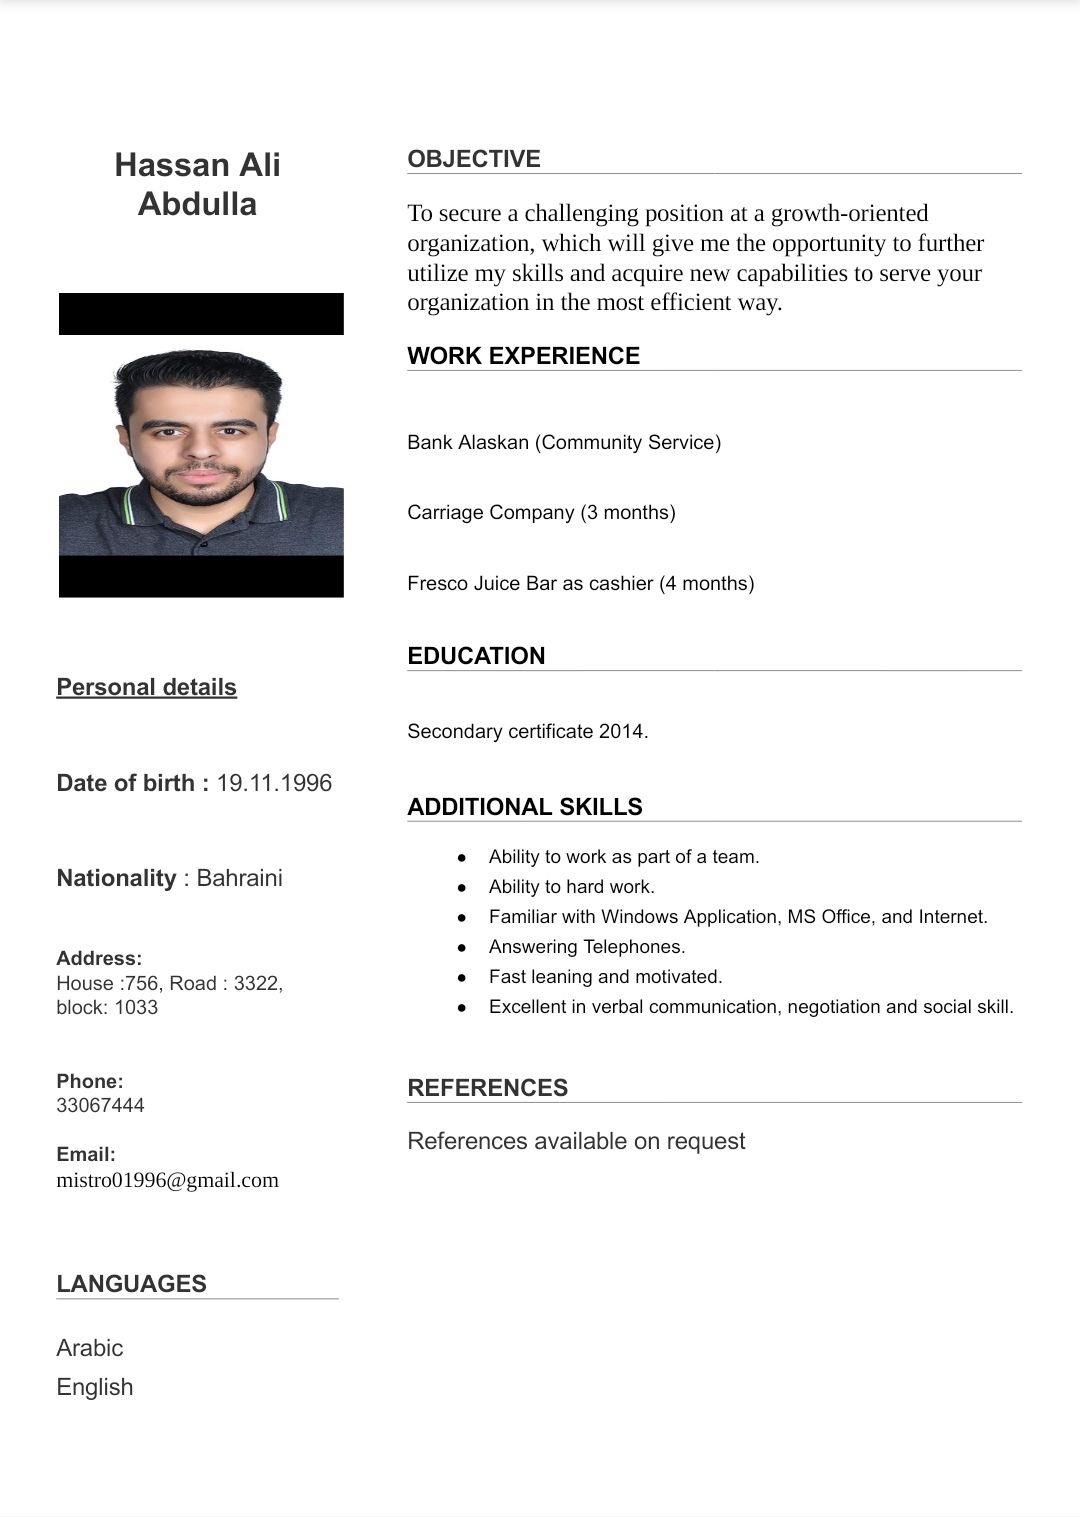 Hassan Ali
Abdulla
Personal details
Date of birth : 19.11.1996
Nationality : Bahraini
Address:
House :756, Road : 3322,
block: 1033
Phone:
33067444
Email:
mistro01996@gmail.com
LANGUAGES
Arabic
English
OBJECTIVE
To secure a challenging position at a growth-oriented
organization, which will give me the opportunity to further
utilize my skills and acquire new capabilities to serve your
organization in the most efficient way.
WORK EXPERIENCE
Bank Alaskan (Community Service)
Carriage Company (3 months)
Fresco Juice Bar as cashier (4 months)
EDUCATION
Secondary certificate 2014.
ADDITIONAL SKILLS
● Ability to work as part of a team.
● Ability to hard work.
● Familiar with Windows Application, MS Office, and Internet.
● Answering Telephones.
● Fast leaning and motivated.
● Excellent in verbal communication, negotiation and social skill.
REFERENCES
References available on request